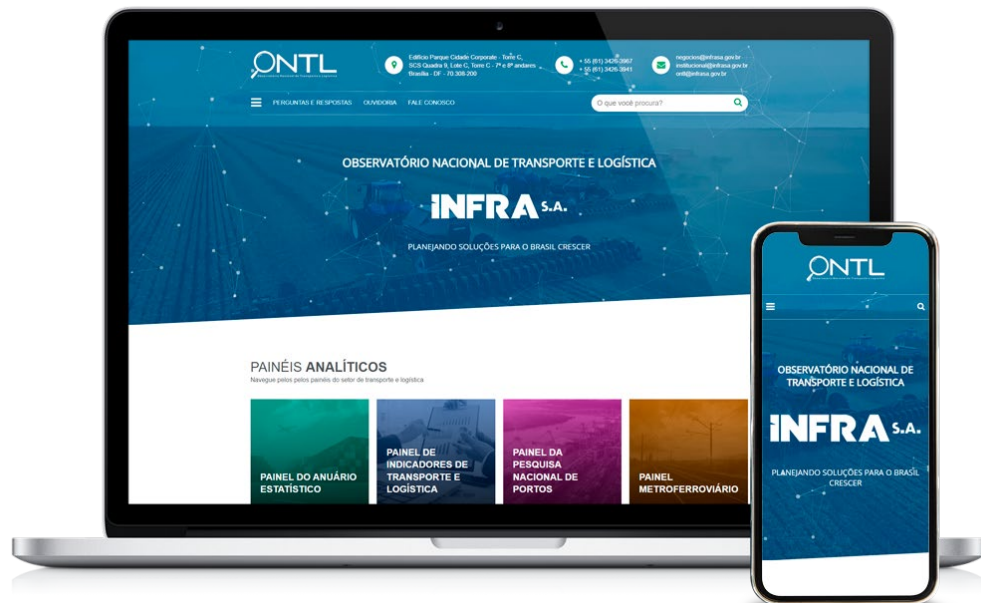 ONTL
Observatório Nacional de Transporte e Logística
Edifício Parque Cidade Corporate - Torre C,
SCS Quadra 9, Lote C, Torre C - 7º e 8º andares
Brasília - DF - 70.308-200
+ 55 (61) 3426-3967
+ 55 (61) 3426-3941
negocios@infrasa.gov.br
institucional@infrasa.gov.br
ontl@infrasa.gov.br
PERGUNTAS E RESPOSTAS OUVIDORIA FALE CONOSCO
O que você procura?
OBSERVATÓRIO NACIONAL DE TRANSPORTE E LOGÍSTICA
INFRA S.A.
PLANEJANDO SOLUÇÕES PARA O BRASIL CRESCER
PAINÉIS ANALÍTICOS
Navegue pelos pelos painéis do setor de transporte e logística
PAINEL DO ANUÁRIO
ESTATÍSTICO
PAINEL DE
INDICADORES DE
TRANSPORTE E
LOGÍSTICA
PAINEL DA
PESQUISA
NACIONAL DE
PORTOS
PAINEL
METROFERROVIÁRIO
ONTL
OBSERVATÓRIO NACIONAL DE
TRANSPORTE E LOGÍSTICA
INFRA S.A.
PLANEJANDO SOLUÇÕES PARA O BRASIL
CRESCER